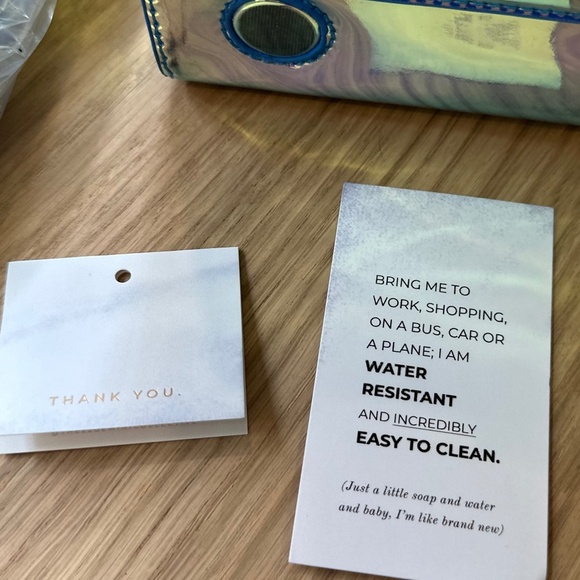 THANK YOU.
BRING ME TO
WORK, SHOPPING,
ON A BUS, CAR OR
A PLANE; I AM
WATER
RESISTANT
AND INCREDIBLY
EASY TO CLEAN.
(Just a little soap and water
and baby, I'm like brand new)